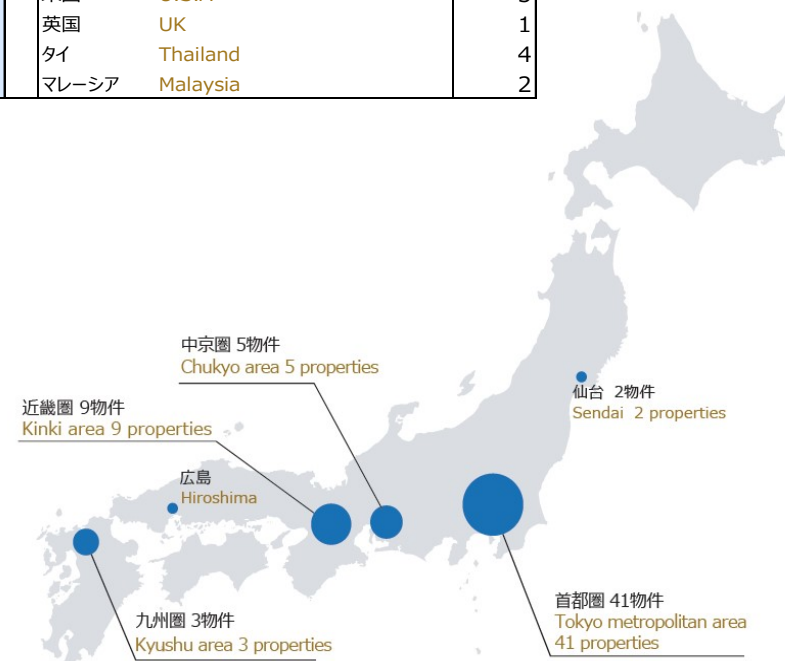 英国 UK 1
タイ Thailand 4
マレーシア Malaysia 2
中京圏 5物件
Chukyo area 5 properties
仙台 2物件
Sendai 2 properties
近畿圏 9物件
Kinki area 9 properties
広島
Hiroshima
首都圏 41物件
Tokyo metropolitan area
41 properties
九州圏 3物件
Kyushu area 3 properties